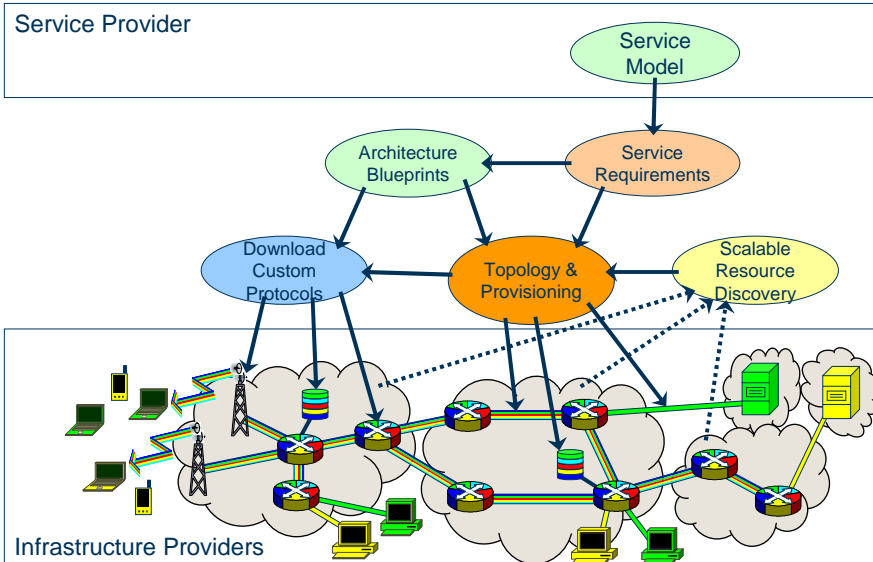 Service Provider
Service
Model
Architecture
Blueprints
Service
Requirements
Download
Custom
Protocols
Topology &
Provisioning
Scalable
Resource
Discovery
Infrastructure Providers